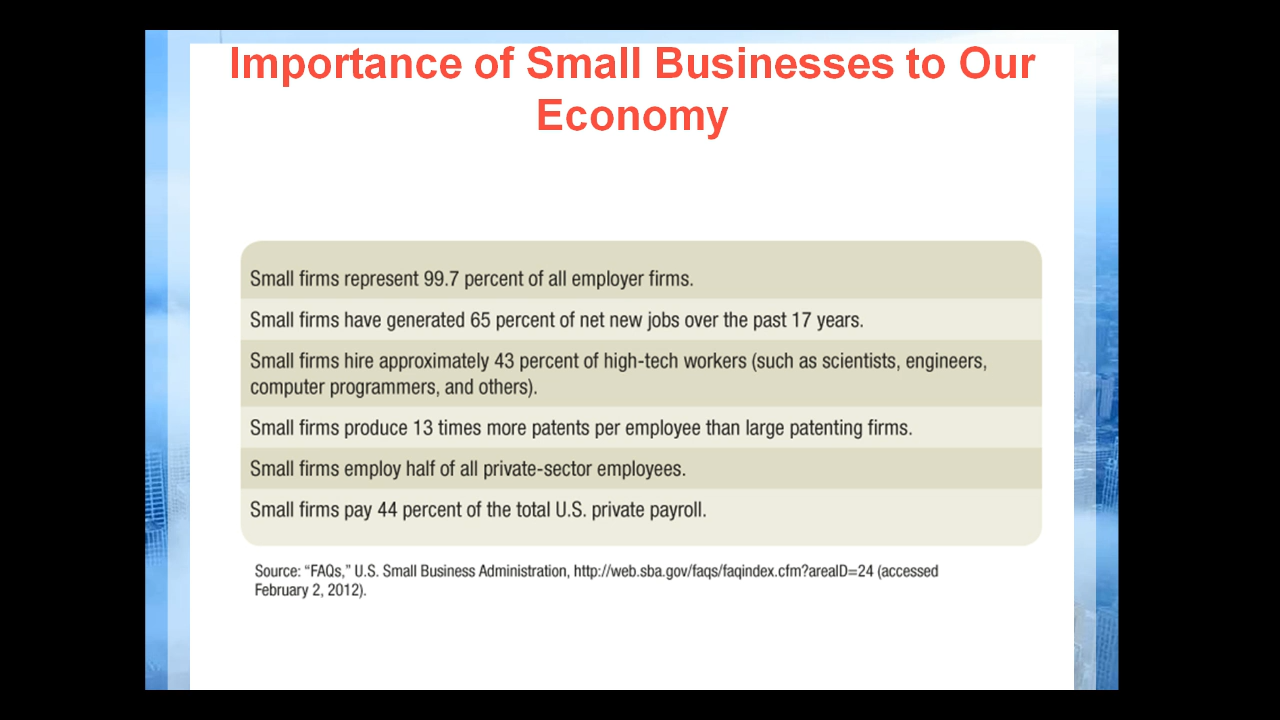 Importance of Small Businesses to Our
Economy
Small firms represent 99.7 percent of all employer firms.
Small firms have generated 65 percent of net new jobs over the past 17 years.
Small firms hire approximately 43 percent of high-tech workers (such as scientists, engineers,
computer programmers, and others).
Small firms produce 13 times more patents per employee than large patenting firms.
Small firms employ half of all private-sector employees.
Small firms pay 44 percent of the total U.S. private payroll.
Source: “FAQs,” U.S. Small Business Administration, http://web.sba.gov/faqs/faqindex.cfm?areaID=24 (accessed
February 2, 2012).